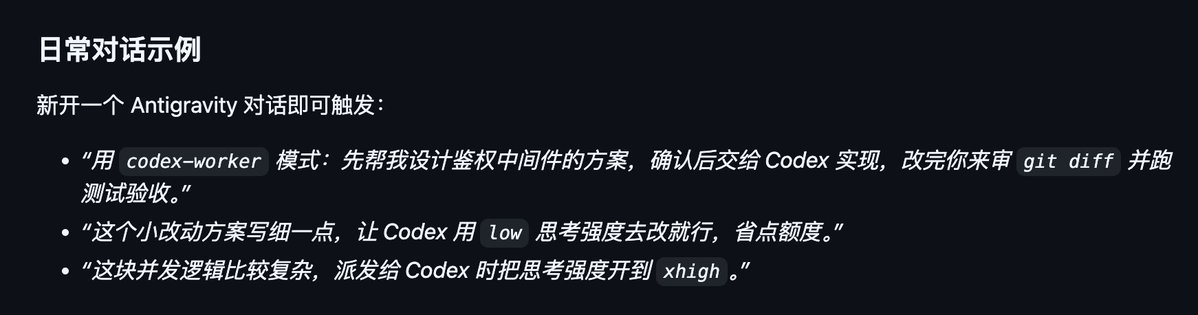 日常对话示例
新开一个 Antigravity 对话即可触发：
• “用 codex-worker 模式：先帮我设计鉴权中间件的方案，确认后交给 Codex 实现，改完你来审 git diff 并跑
测试验收。”
• “这个小改动方案写细一点，让 Codex 用 low 思考强度去改就行，省点额度。”
• “这块并发逻辑比较复杂，派发给 Codex 时把思考强度开到 xhigh 。”